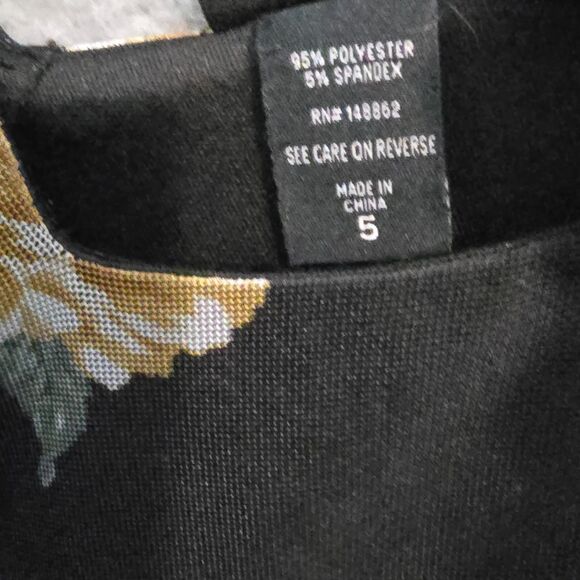 95% POLYESTER
5% SPANDEX
RN# 148862
SEE CARE ON REVERSE
MADE IN
CHINA
5